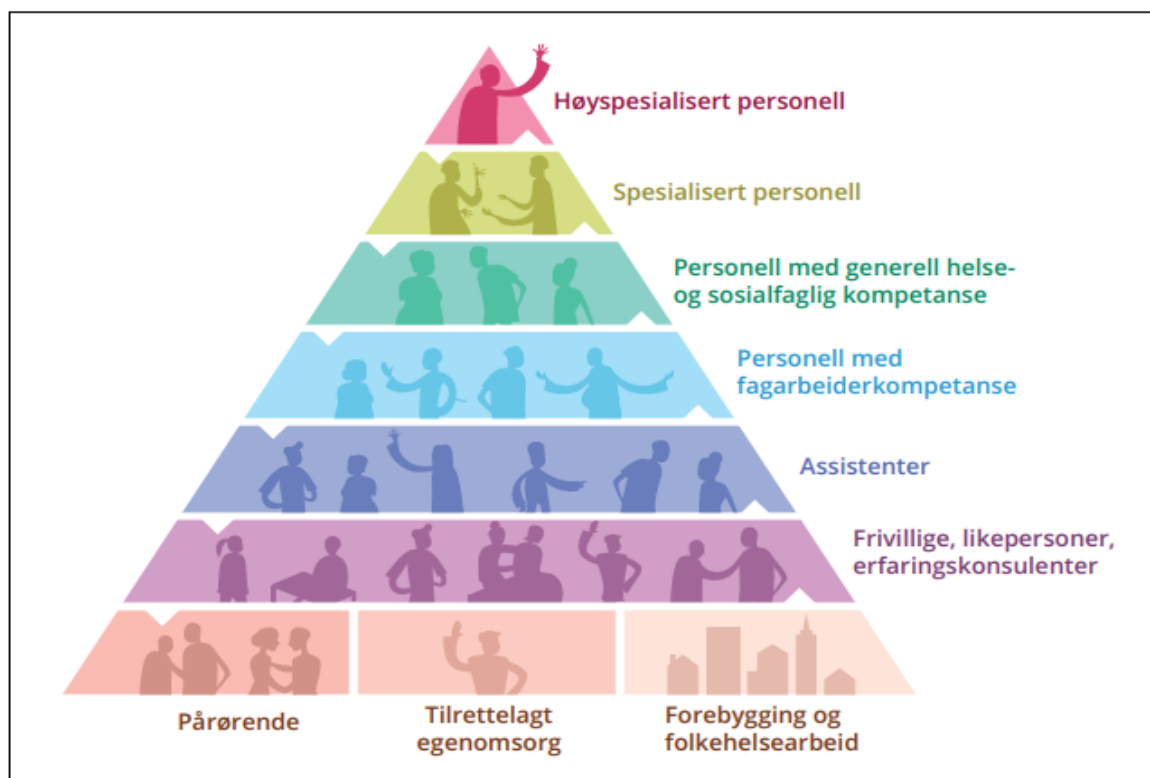 Høyspesialisert personell
Spesialisert personell
Personell med generell helse-
og sosialfaglig kompetanse
Personell med
fagarbeiderkompetanse
Assistenter
Frivillige, likepersoner,
erfaringskonsulenter
Pårørende
Tilrettelagt
egenomsorg
Forebygging og
folkehelsearbeid